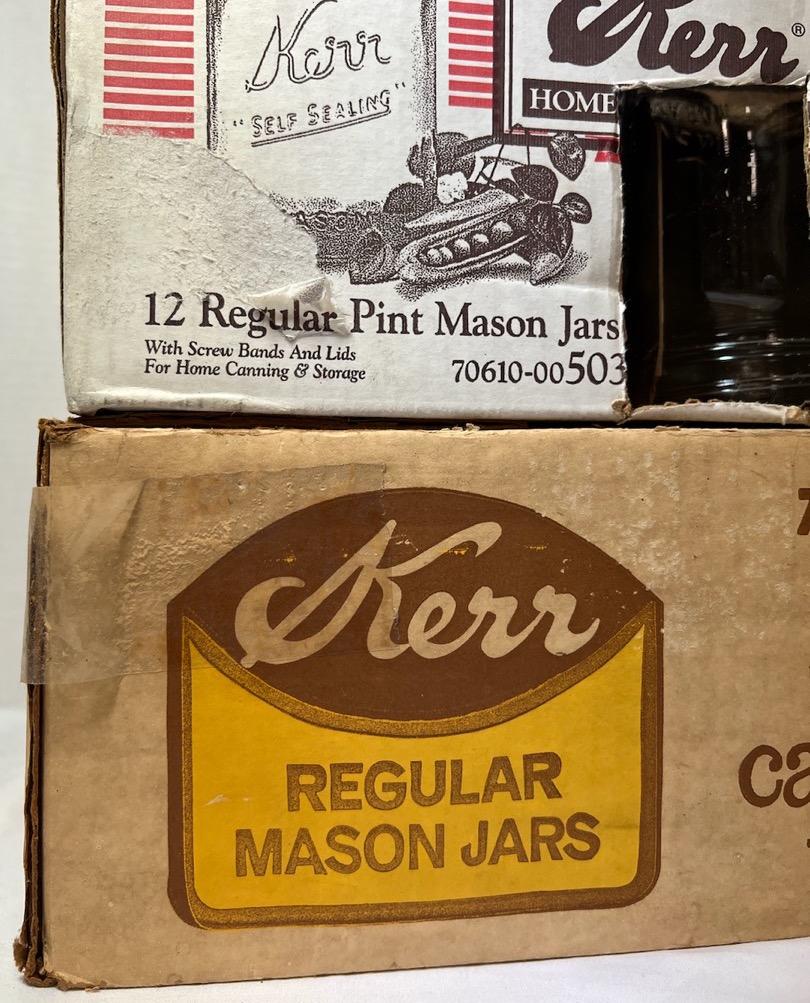 Kerr
"SELF SEALING"
Kerr®
HOME
12 Regular Pint Mason Jars
With Screw Bands And Lids
For Home Canning & Storage
70610-00503
Kerr
REGULAR
MASON JARS
7
ca